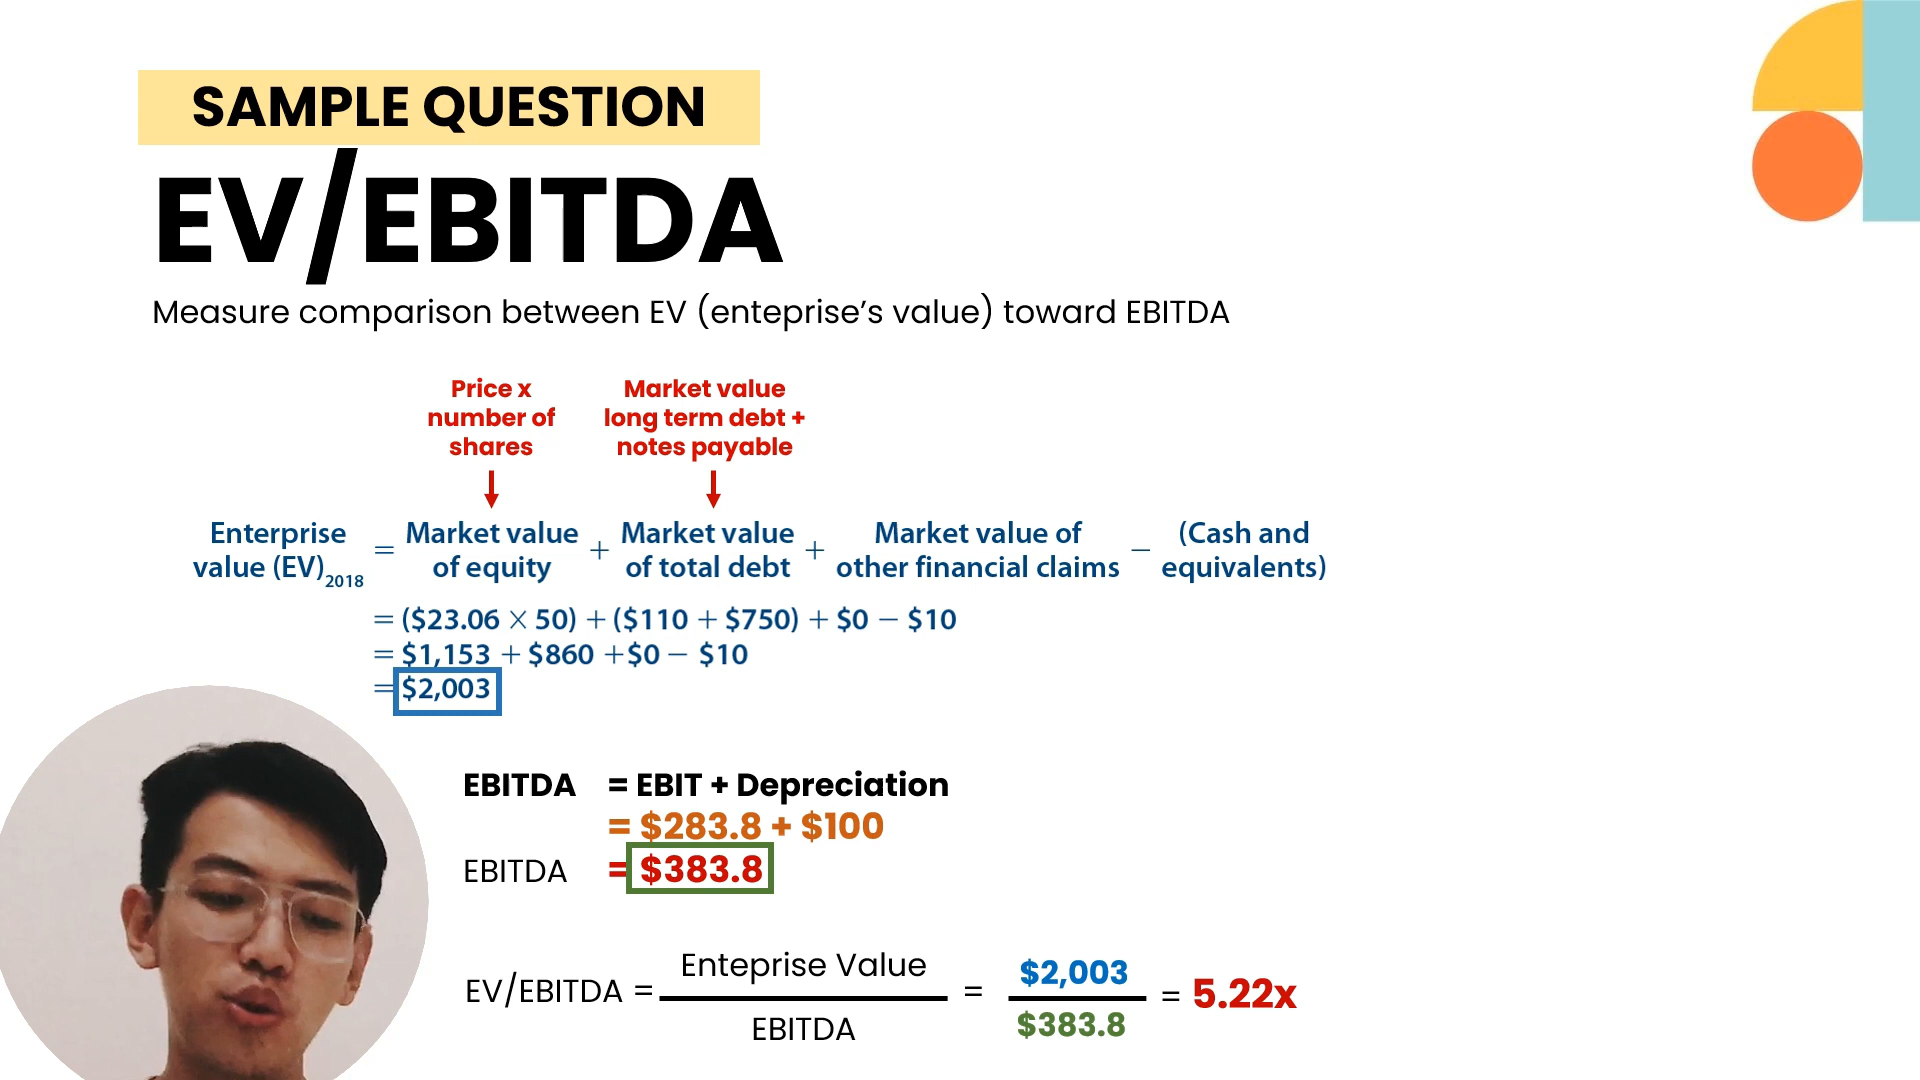 SAMPLE QUESTION
EV/EBITDA
Measure comparison between EV (enteprise’s value) toward EBITDA
Price x
number of
shares
Market value
long term debt +
notes payable
Enterprise
value (EV)2018
=
Market value
of equity
+
Market value
of total debt
+
Market value of
other financial claims
−
(Cash and
equivalents)
= ($23.06 × 50) + ($110 + $750) + $0 − $10
= $1,153 + $860 +$0 − $10
= $2,003
EBITDA = EBIT + Depreciation
= $283.8 + $100
EBITDA = $383.8
EV/EBITDA =
Enteprise Value
EBITDA
=
$2,003
$383.8
= 5.22x